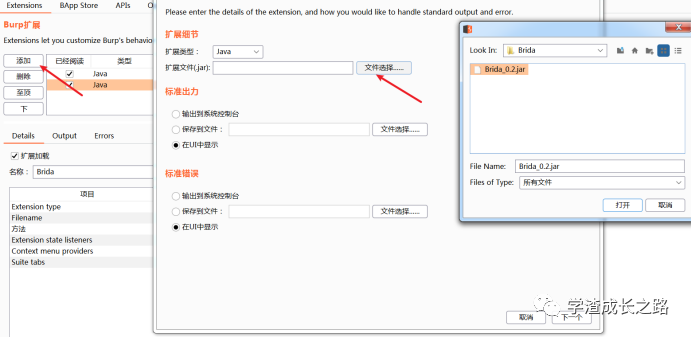 Extensions
BApp Store
APIs
O
Burp扩展
Extensions let you customize Burp's behavio
添加
删除
至顶
下
已经阅读
类型
Java
Java
Details
Output
Errors
扩展加载
名称：
Brida
项目
Extension type
Filename
方法
Extension state listeners
Context menu providers
Suite tabs
Please enter the details of the extension, and how you would like to handle standard output and error.
扩展细节
扩展类型：
Java
扩展文件(.jar):
文件选择......
标准出力
输出到系统控制台
保存到文件：
文件选择......
在UI中显示
标准错误
输出到系统控制台
保存到文件：
文件选择......
在UI中显示
取消
下一个
Look In:
Brida
Brida_0.2.jar
File Name:
Brida_0.2.jar
Files of Type:
所有文件
打开
取消
学渣成长之路